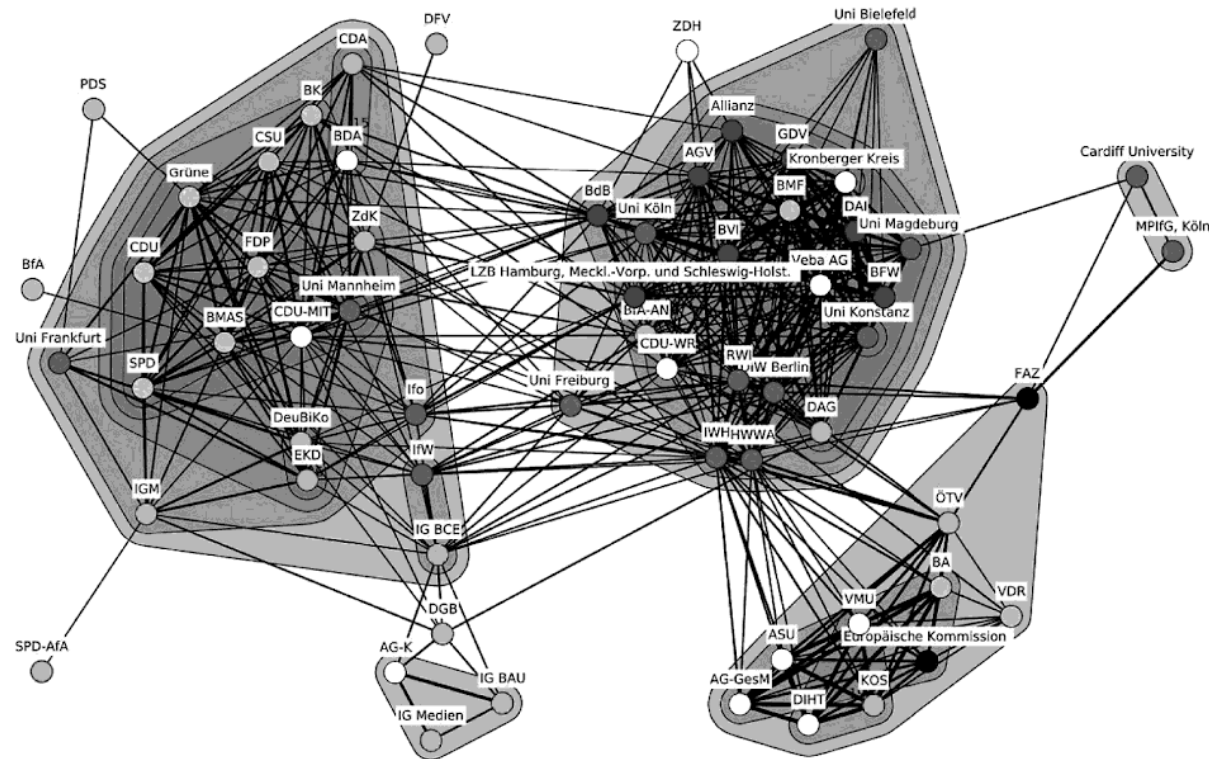 DFV
Uni Bielefeld
CDA
ZDH
PDS
BK
Allianz
15
CSU
BDA
AGV
GDV
Kronberger Kreis
Cardiff University
Grüne
BdB
BMF
Uni Köln
DAI
Uni Magdeburg
MPIfG, Köln
ZdK
CDU
FDP
BVI
Veba AG
BfA
Uni Mannheim
LZB Hamburg, Meckl.-Vorp. und Schleswig-Holst.
BFW
BMAS
CDU-MIT
BfA-AN
Uni Konstanz
Uni Frankfurt
CDU-WR
SPD
RWI
DIW Berlin
Ifo
Uni Freiburg
FAZ
DeuBiKo
DAG
EKD
IfW
IWH
HWWA
IGM
ÖTV
IG BCE
BA
VMU
VDR
DGB
SPD-AfA
AG-K
ASU
Europäische Kommission
IG BAU
AG-GesM
KOS
DIHT
IG Medien